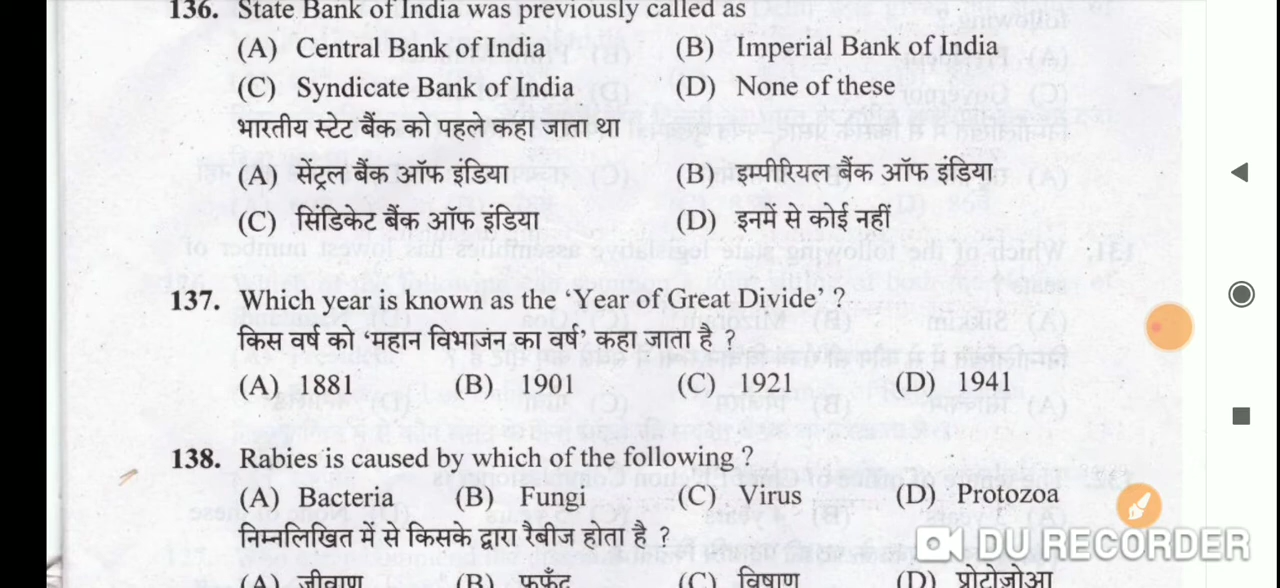 136. State Bank of India was previously called as
(A) Central Bank of India (B) Imperial Bank of India
(C) Syndicate Bank of India (D) None of these
भारतीय स्टेट बैंक को पहले कहा जाता था
(A) सेंट्रल बैंक ऑफ इंडिया (B) इम्पीरियल बैंक ऑफ इंडिया
(C) सिंडिकेट बैंक ऑफ इंडिया (D) इनमें से कोई नहीं
137. Which year is known as the ‘Year of Great Divide’ ?
किस वर्ष को ‘महान विभाजन का वर्ष’ कहा जाता है ?
(A) 1881 (B) 1901 (C) 1921 (D) 1941
138. Rabies is caused by which of the following ?
(A) Bacteria (B) Fungi (C) Virus (D) Protozoa
निम्नलिखित में से किसके द्वारा रैबीज होता है ?
(A) जीवाणु (B) फफूँद (C) विषाणु (D) प्रोटोजोआ
DU RECORDER